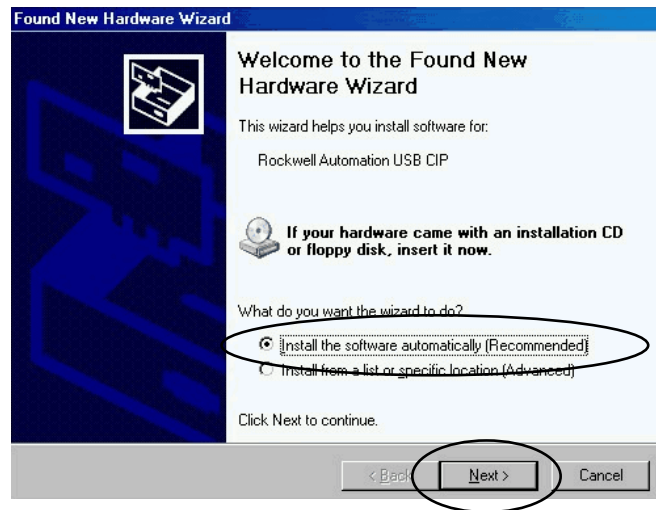 Found New Hardware Wizard
Welcome to the Found New
Hardware Wizard
This wizard helps you install software for:
Rockwell Automation USB CIP
If your hardware came with an installation CD
or floppy disk, insert it now.
What do you want the wizard to do?
Install the software automatically (Recommended)
Install from a list or specific location (Advanced)
Click Next to continue.
< Back Next > Cancel